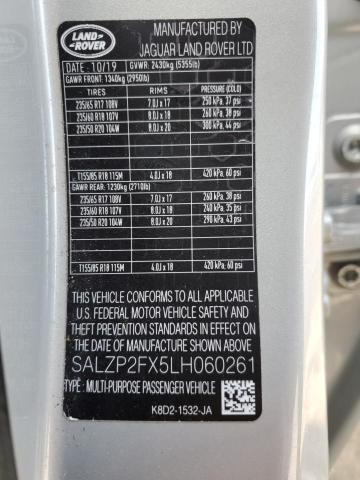 LAND
ROVER
MANUFACTURED BY
JAGUAR LAND ROVER LTD
DATE 10/19 GVWR: 2430kg (5355lb)
GAWR FRONT: 1340kg (2950lb)
TIRES RIMS PRESSURE (COLD)
235/65 R17 108V 7.0J x 17 250 kPa, 37 psi
235/60 R18 107V 8.0J x 18 260 kPa, 38 psi
235/50 R20 104W 8.0J x 20 300 kPa, 44 psi
T155/85 R18 115M 4.0J x 18 420 kPa, 60 psi
GAWR REAR: 1230kg (2710lb)
235/65 R17 108V 7.0J x 17 260 kPa, 38 psi
235/60 R18 107V 8.0J x 18 240 kPa, 35 psi
235/50 R20 104W 8.0J x 20 290 kPa, 43 psi
T155/85 R18 115M 4.0J x 18 420 kPa, 60 psi
THIS VEHICLE CONFORMS TO ALL APPLICABLE
U.S. FEDERAL MOTOR VEHICLE SAFETY
AND THEFT PREVENTION STANDARDS IN EFFECT ON
THE DATE OF MANUFACTURE SHOWN ABOVE.
SALZP2FX5LH060261
TYPE: MULTI-PURPOSE PASSENGER VEHICLE
K8D2-1532-JA